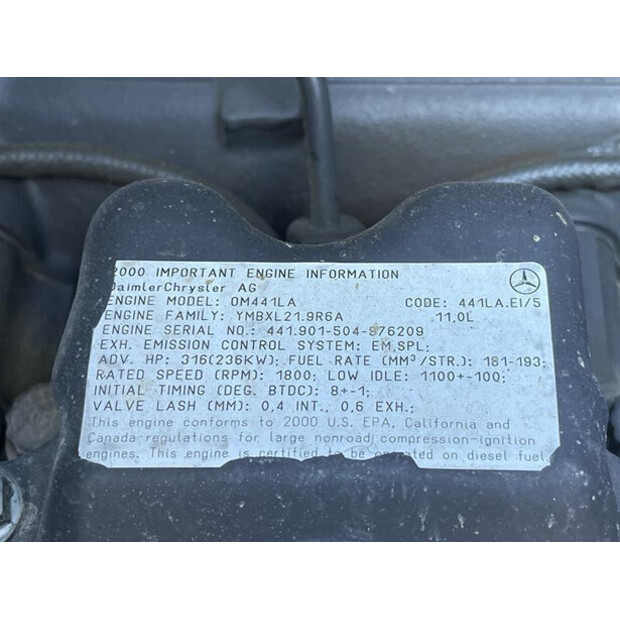 2000 IMPORTANT ENGINE INFORMATION
DaimlerChrysler AG
ENGINE MODEL: OM441LA CODE: 441LA.EI/5
ENGINE FAMILY: YMBXL21.9R6A 11,0L
ENGINE SERIAL NO.: 441.901-504-876209
EXH. EMISSION CONTROL SYSTEM: EM,SPL;
ADV. HP: 316(236KW); FUEL RATE (MM³/STR.): 181-193;
RATED SPEED (RPM): 1800; LOW IDLE: 1100+-100;
INITIAL TIMING (DEG. BTDC): 8+-1;
VALVE LASH (MM): 0,4 INT., 0,6 EXH.;
This engine conforms to 2000 U.S. EPA, California and
Canada regulations for large nonroad compression-ignition
engines. This engine is certified to be operated on diesel fuel